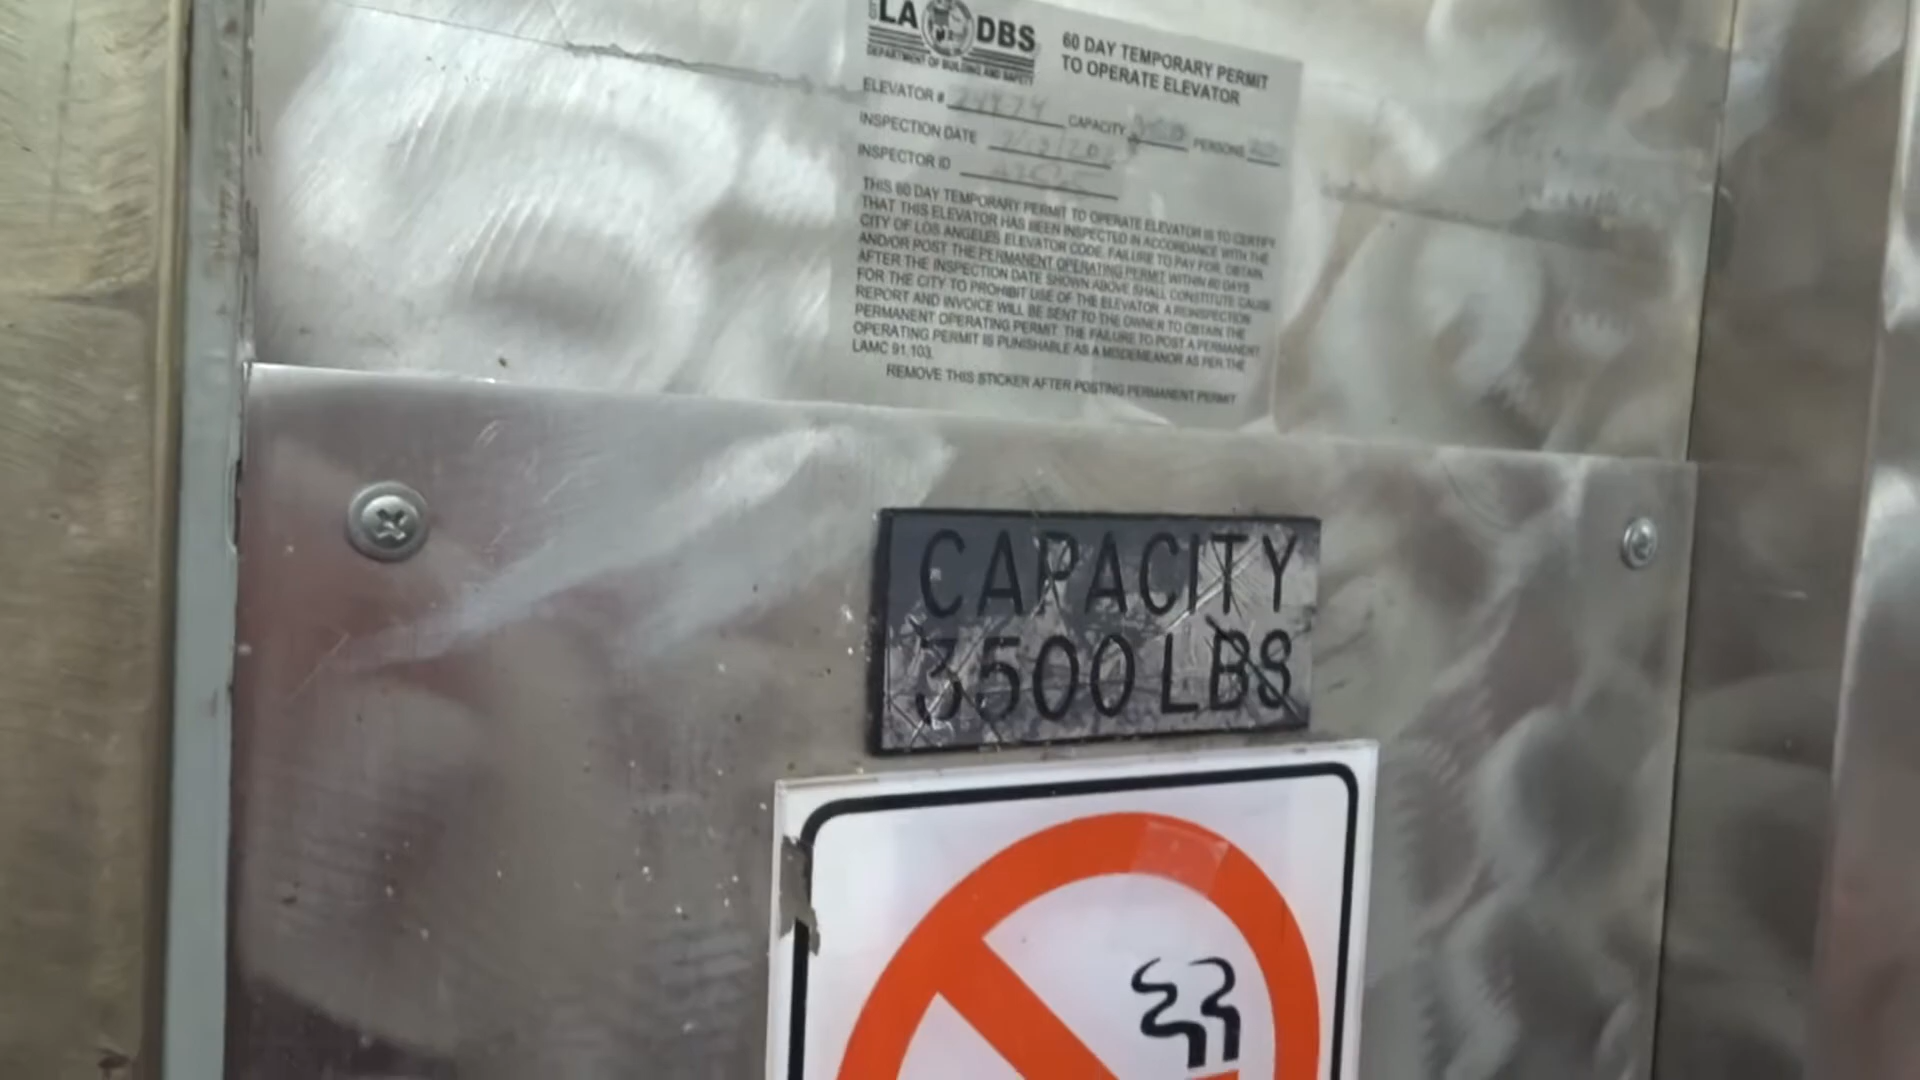 LA DBS
DEPARTMENT OF BUILDING AND SAFETY
60 DAY TEMPORARY PERMIT
TO OPERATE ELEVATOR
ELEVATOR #
CAPACITY
PERSONS
INSPECTION DATE
INSPECTOR ID
THIS 60 DAY TEMPORARY PERMIT TO OPERATE ELEVATOR IS TO CERTIFY
THAT THIS ELEVATOR HAS BEEN INSPECTED IN ACCORDANCE WITH THE
CITY OF LOS ANGELES ELEVATOR CODE. FAILURE TO PAY FOR, OBTAIN
AND/OR POST THE PERMANENT OPERATING PERMIT WITHIN 60 DAYS
AFTER THE INSPECTION DATE SHOWN ABOVE SHALL CONSTITUTE CAUSE
FOR THE CITY TO PROHIBIT USE OF THE ELEVATOR. A REINSPECTION
REPORT AND INVOICE WILL BE SENT TO THE OWNER TO OBTAIN THE
PERMANENT OPERATING PERMIT. THE FAILURE TO POST A PERMANENT
OPERATING PERMIT IS PUNISHABLE AS A MISDEMEANOR AS PER THE
LAMC 91.103.
REMOVE THIS STICKER AFTER POSTING PERMANENT PERMIT
CAPACITY
3500 LBS